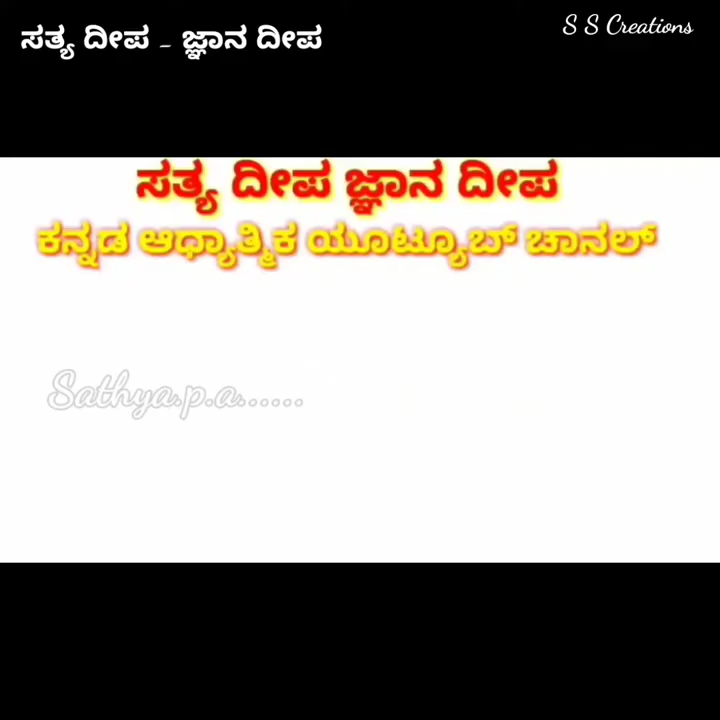 ಸತ್ಯ ದೀಪ - ಜ್ಞಾನ ದೀಪ
S S Creations
ಸತ್ಯ ದೀಪ ಜ್ಞಾನ ದೀಪ
ಕನ್ನಡ ಆಧ್ಯಾತ್ಮಿಕ ಯೂಟ್ಯೂಬ್ ಚಾನಲ್
Sathya.p.a......